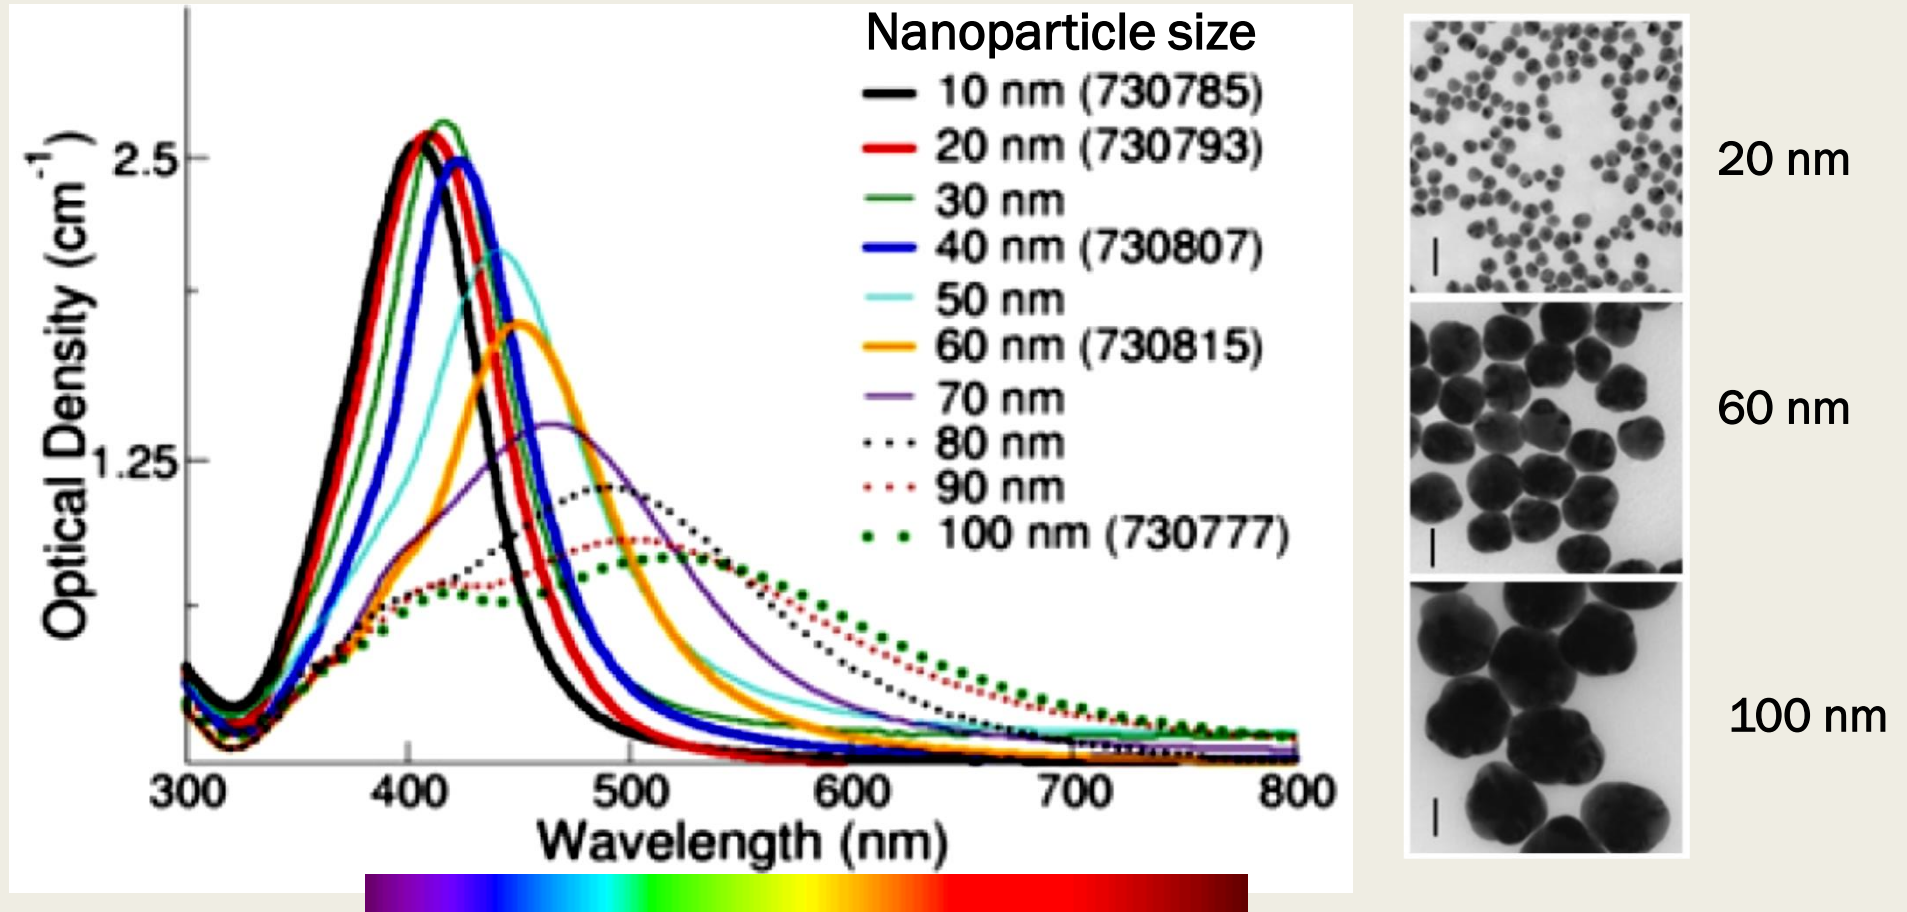 Nanoparticle size
10 nm (730785)
20 nm (730793)
30 nm
40 nm (730807)
50 nm
60 nm (730815)
70 nm
80 nm
90 nm
100 nm (730777)
Optical Density (cm⁻¹)
2.5
1.25
300 400 500 600 700 800
Wavelength (nm)
20 nm
60 nm
100 nm